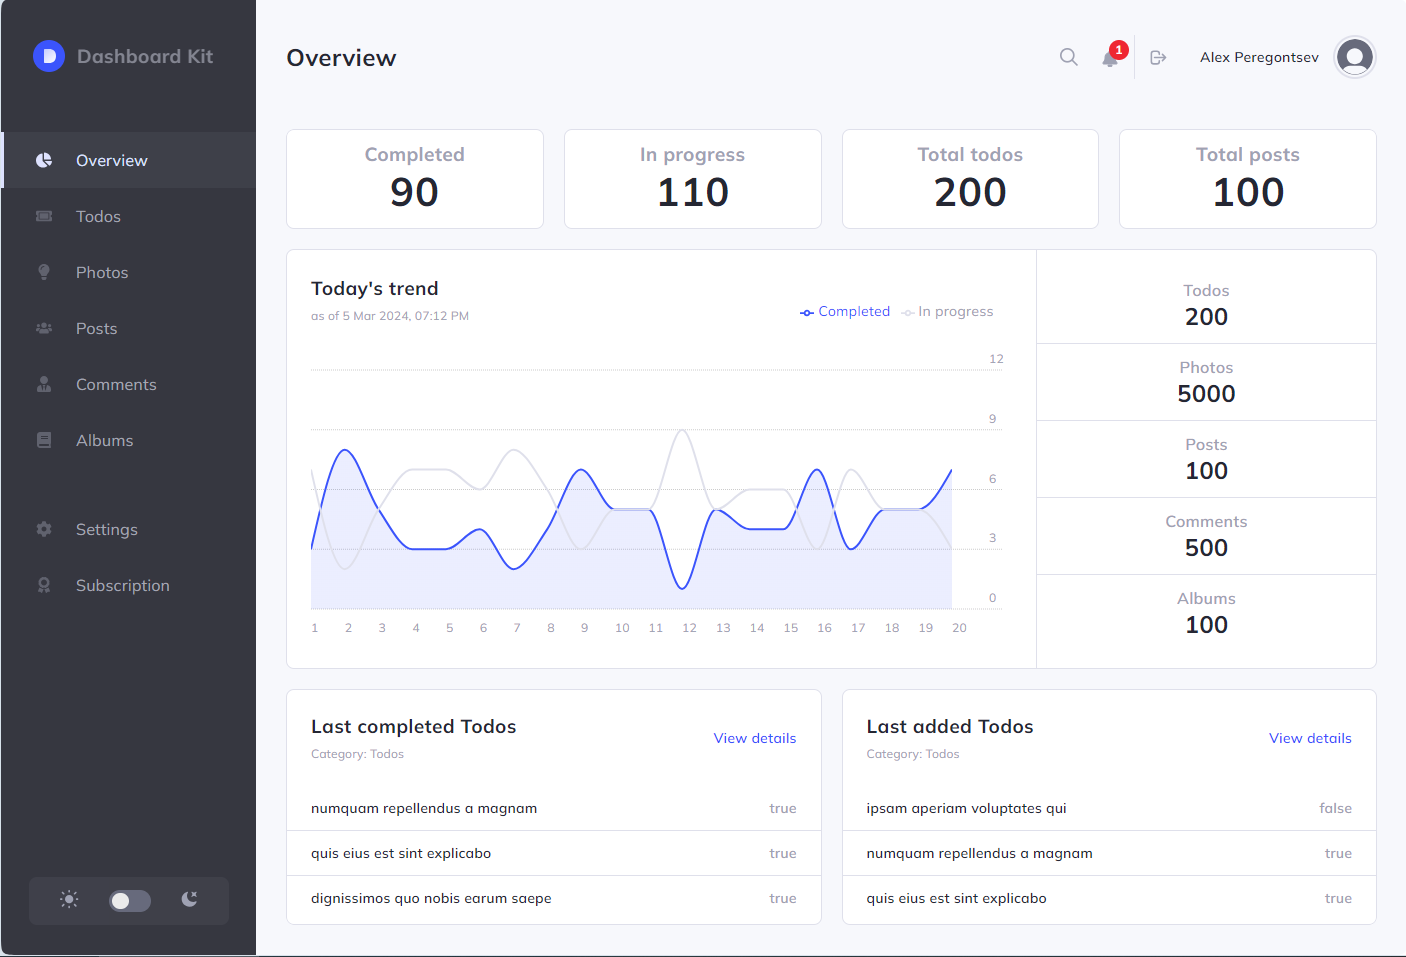 Dashboard Kit
Overview
Todos
Photos
Posts
Comments
Albums
Settings
Subscription
Overview
1
Alex Peregontsev
Completed
90
In progress
110
Total todos
200
Total posts
100
Today's trend
as of 5 Mar 2024, 07:12 PM
Completed In progress
12
9
6
3
0
1 2 3 4 5 6 7 8 9 10 11 12 13 14 15 16 17 18 19 20
Todos
200
Photos
5000
Posts
100
Comments
500
Albums
100
Last completed Todos
Category: Todos
View details
numquam repellendus a magnam true
quis eius est sint explicabo true
dignissimos quo nobis earum saepe true
Last added Todos
Category: Todos
View details
ipsam aperiam voluptates qui false
numquam repellendus a magnam true
quis eius est sint explicabo true